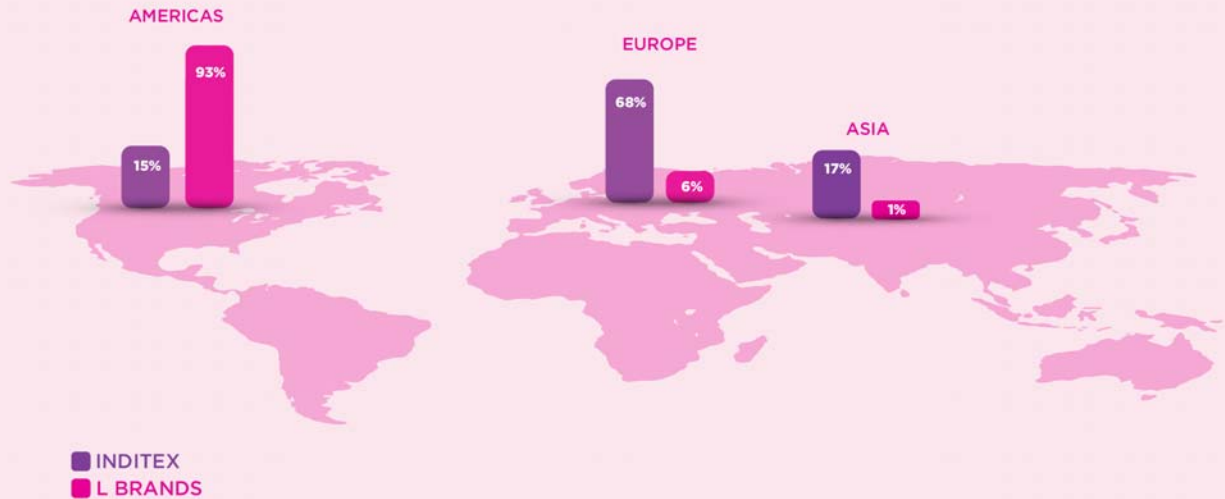 AMERICAS
15%
93%
EUROPE
68%
6%
ASIA
17%
1%
INDITEX
L BRANDS